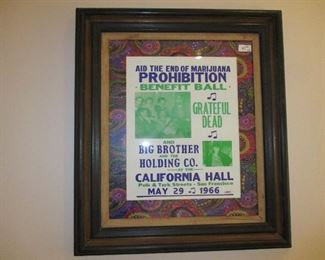 AID THE END OF MARIJUANA
PROHIBITION
BENEFIT BALL
GRATEFUL
DEAD
AND
BIG BROTHER
AND THE
HOLDING CO.
AT THE
CALIFORNIA HALL
Polk & Turk Streets - San Francisco
MAY 29 1966